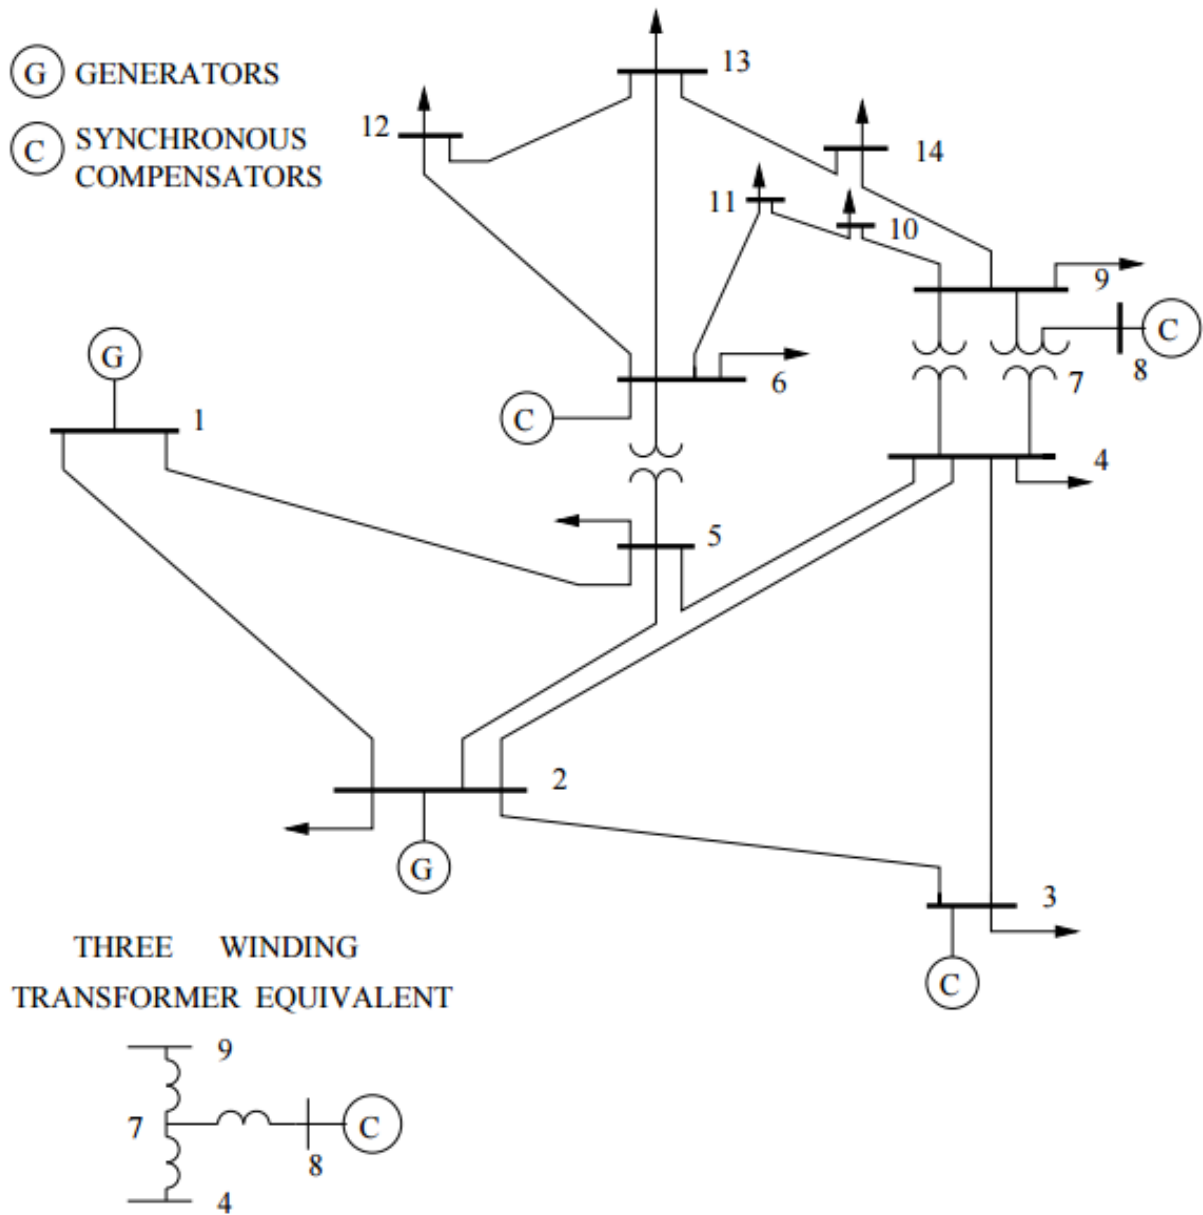 G GENERATORS
C SYNCHRONOUS
COMPENSATORS
13
12
14
11
10
9
G
C
8
7
6
C
1
4
5
2
G
3
C
THREE WINDING
TRANSFORMER EQUIVALENT
9
7
C
8
4